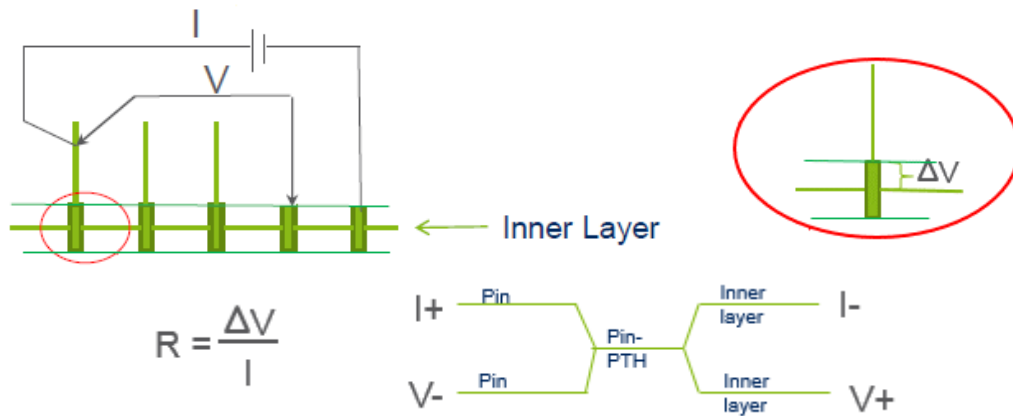 I
V
ΔV
Inner Layer
R = ΔV
I
I+
Pin
Inner
layer
I-
Pin-
PTH
V-
Pin
Inner
layer
V+